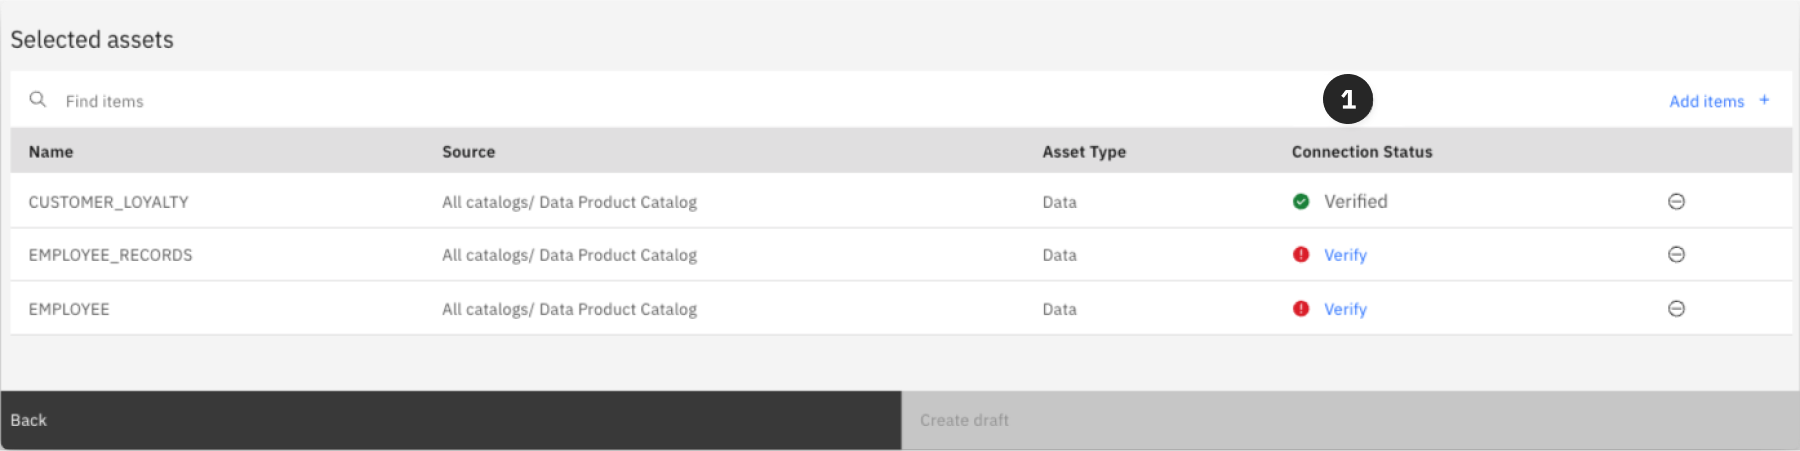 Selected assets
Find items
1
Add items +
Name Source Asset Type Connection Status
CUSTOMER_LOYALTY All catalogs/ Data Product Catalog Data Verified
EMPLOYEE_RECORDS All catalogs/ Data Product Catalog Data Verify
EMPLOYEE All catalogs/ Data Product Catalog Data Verify
Back Create draft